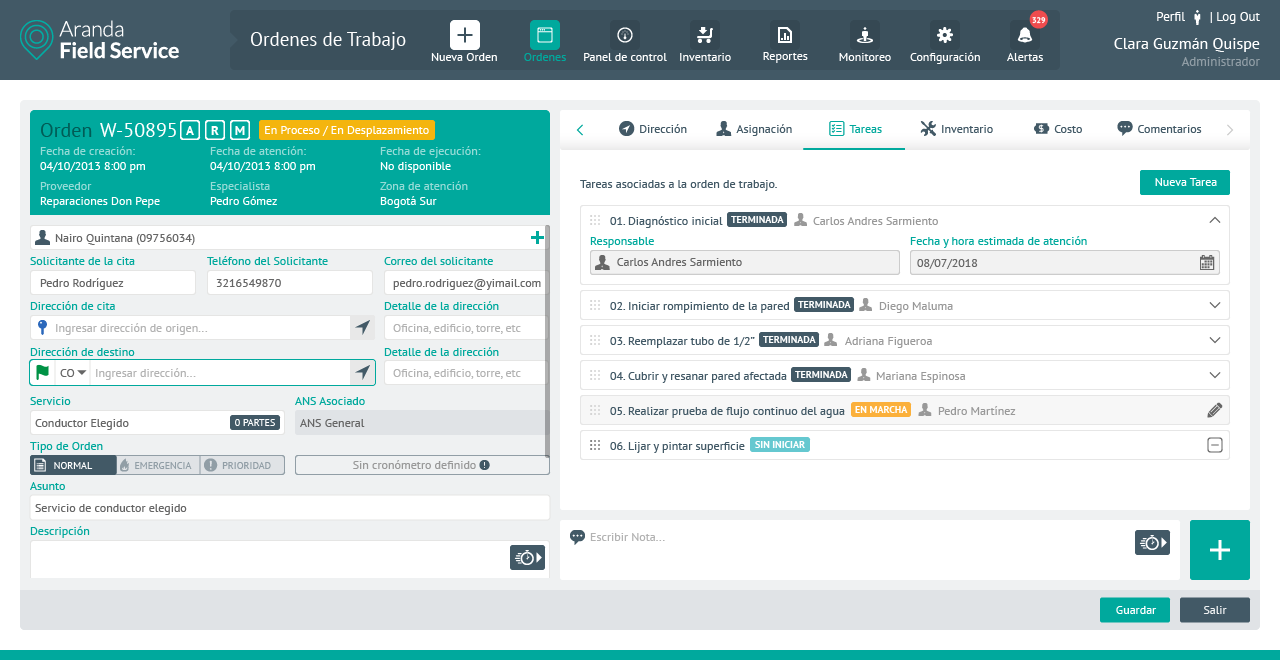 Aranda
Field Service
Ordenes de Trabajo
Nueva Orden
Ordenes
Panel de control
Inventario
Reportes
Monitoreo
Configuración
329
Alertas
Perfil | Log Out
Clara Guzmán Quispe
Administrador
Orden W-50895 A R M En Proceso / En Desplazamiento
Fecha de creación: Fecha de atención: Fecha de ejecución:
04/10/2013 8:00 pm 04/10/2013 8:00 pm No disponible
Proveedor Especialista Zona de atención
Reparaciones Don Pepe Pedro Gómez Bogotá Sur
Nairo Quintana (09756034)
Solicitante de la cita Teléfono del Solicitante Correo del solicitante
Pedro Rodríguez 3216549870 pedro.rodriguez@yimail.com
Dirección de cita Detalle de la dirección
Ingresar dirección de origen... Oficina, edificio, torre, etc
Dirección de destino Detalle de la dirección
CO Ingresar dirección... Oficina, edificio, torre, etc
Servicio ANS Asociado
Conductor Elegido 0 PARTES ANS General
Tipo de Orden
NORMAL EMERGENCIA PRIORIDAD Sin cronómetro definido
Asunto
Servicio de conductor elegido
Descripción
Dirección Asignación Tareas Inventario Costo Comentarios
Tareas asociadas a la orden de trabajo. Nueva Tarea
01. Diagnóstico inicial TERMINADA Carlos Andres Sarmiento
Responsable Fecha y hora estimada de atención
Carlos Andres Sarmiento 08/07/2018
02. Iniciar rompimiento de la pared TERMINADA Diego Maluma
03. Reemplazar tubo de 1/2” TERMINADA Adriana Figueroa
04. Cubrir y resanar pared afectada TERMINADA Mariana Espinosa
05. Realizar prueba de flujo continuo del agua EN MARCHA Pedro Martinez
06. Lijar y pintar superficie SIN INICIAR
Escribir Nota...
Guardar Salir